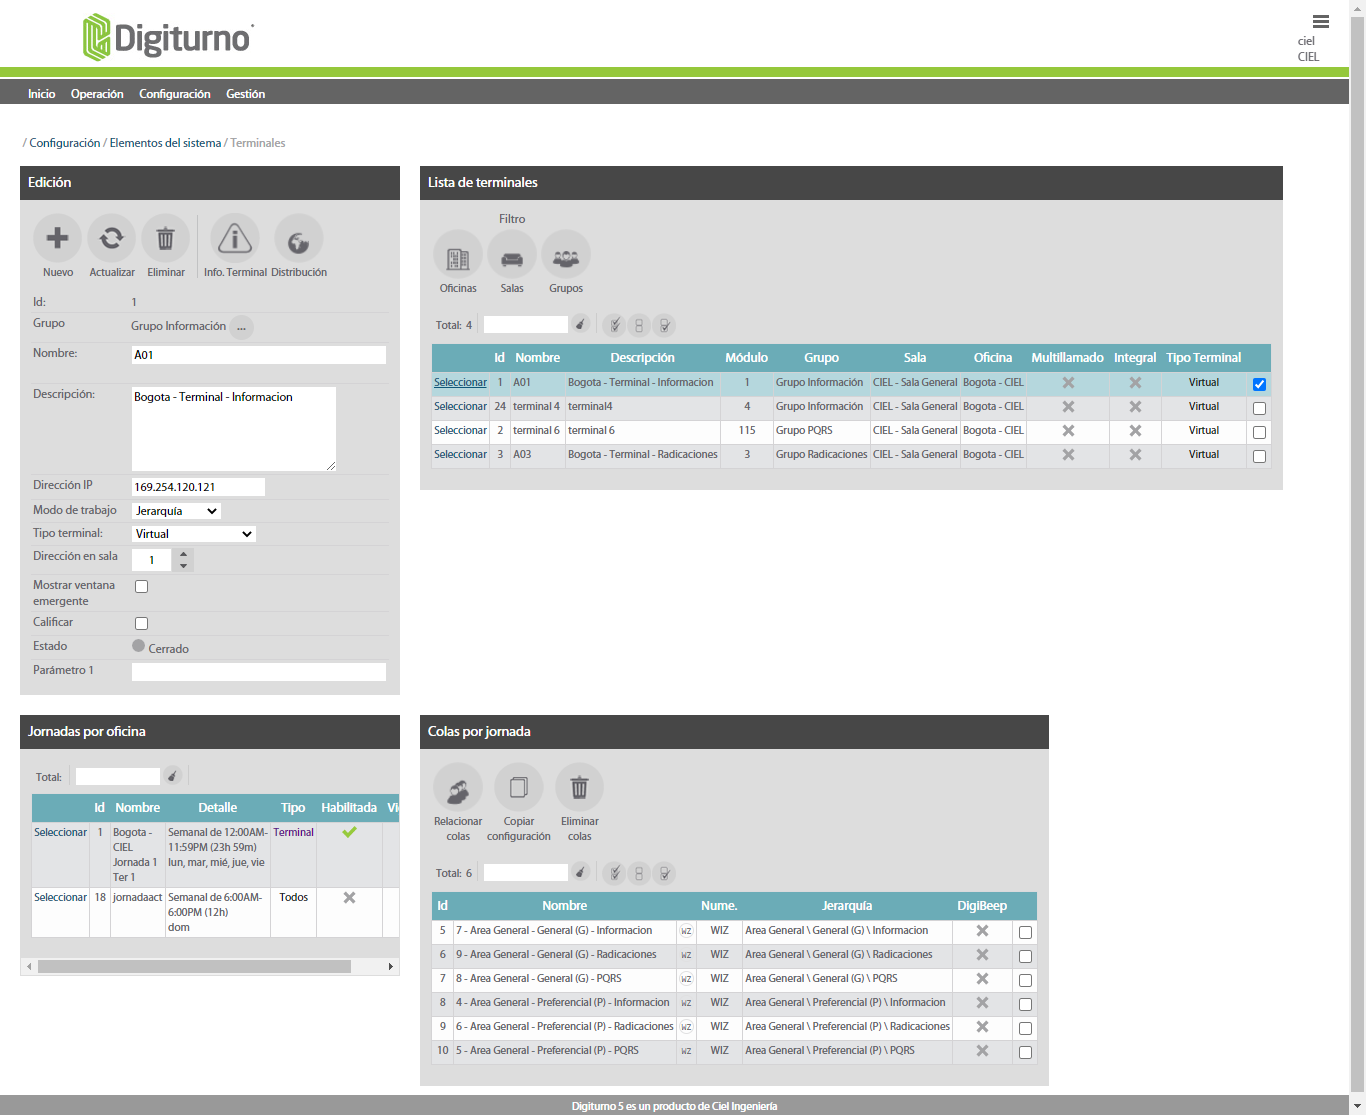 Digiturno
ciel
CIEL
Inicio Operación Configuración Gestión
/ Configuración / Elementos del sistema / Terminales
Edición
Nuevo Actualizar Eliminar Info. Terminal Distribución
Id: 1
Grupo Grupo Información ...
Nombre: A01
Descripción: Bogota - Terminal - Informacion
Dirección IP 169.254.120.121
Modo de trabajo Jerarquía
Tipo terminal: Virtual
Dirección en sala 1
Mostrar ventana
emergente
Calificar
Estado Cerrado
Parámetro 1
Lista de terminales
Filtro
Oficinas Salas Grupos
Total: 4
Id Nombre Descripción Módulo Grupo Sala Oficina Multillamado Integral Tipo Terminal
Seleccionar 1 A01 Bogota - Terminal - Informacion 1 Grupo Información CIEL - Sala General Bogota - CIEL Virtual
Seleccionar 24 terminal 4 terminal4 4 Grupo Información CIEL - Sala General Bogota - CIEL Virtual
Seleccionar 2 terminal 6 terminal 6 115 Grupo PQRS CIEL - Sala General Bogota - CIEL Virtual
Seleccionar 3 A03 Bogota - Terminal - Radicaciones 3 Grupo Radicaciones CIEL - Sala General Bogota - CIEL Virtual
Jornadas por oficina
Total:
Id Nombre Detalle Tipo Habilitada Vi
Seleccionar 1 Bogota - Semanal de 12:00AM- Terminal
CIEL 11:59PM (23h 59m)
Jornada 1 lun, mar, mié, jue, vie
Ter 1
Seleccionar 18 jornadaact Semanal de 6:00AM- Todos
6:00PM (12h)
dom
Colas por jornada
Relacionar Copiar Eliminar
colas configuración colas
Total: 6
Id Nombre Nume. Jerarquía DigiBeep
5 7 - Area General - General (G) - Informacion WZ WIZ Area General \ General (G) \ Informacion
6 9 - Area General - General (G) - Radicaciones WZ WIZ Area General \ General (G) \ Radicaciones
7 8 - Area General - General (G) - PQRS WZ WIZ Area General \ General (G) \ PQRS
8 4 - Area General - Preferencial (P) - Informacion WZ WIZ Area General \ Preferencial (P) \ Informacion
9 6 - Area General - Preferencial (P) - Radicaciones WZ WIZ Area General \ Preferencial (P) \ Radicaciones
10 5 - Area General - Preferencial (P) - PQRS WZ WIZ Area General \ Preferencial (P) \ PQRS
Digiturno 5 es un producto de Ciel Ingeniería